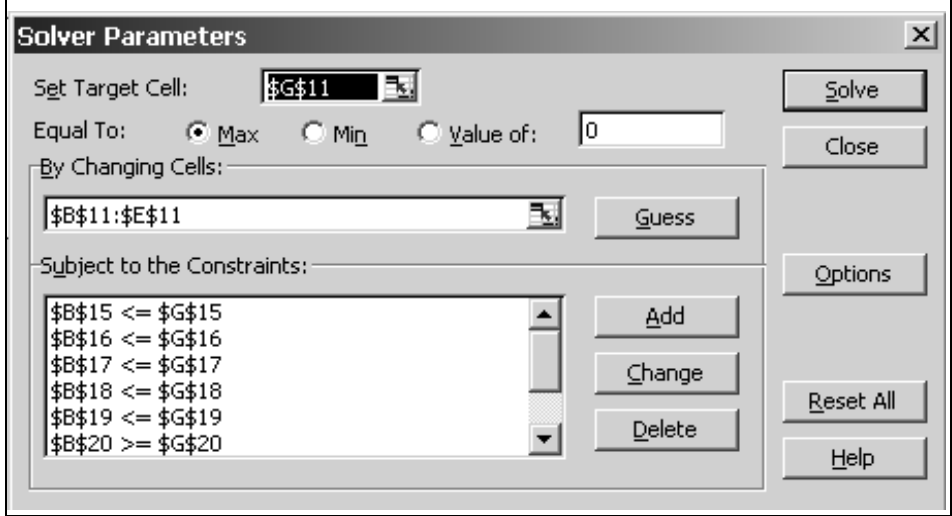 Solver Parameters
Set Target Cell: $G$11 Solve
Equal To: Max Min Value of: 0
Close
By Changing Cells:
$B$11:$E$11 Guess
Subject to the Constraints: Options
$B$15 <= $G$15 Add
$B$16 <= $G$16
$B$17 <= $G$17 Change
$B$18 <= $G$18 Reset All
$B$19 <= $G$19 Delete
$B$20 >= $G$20 Help